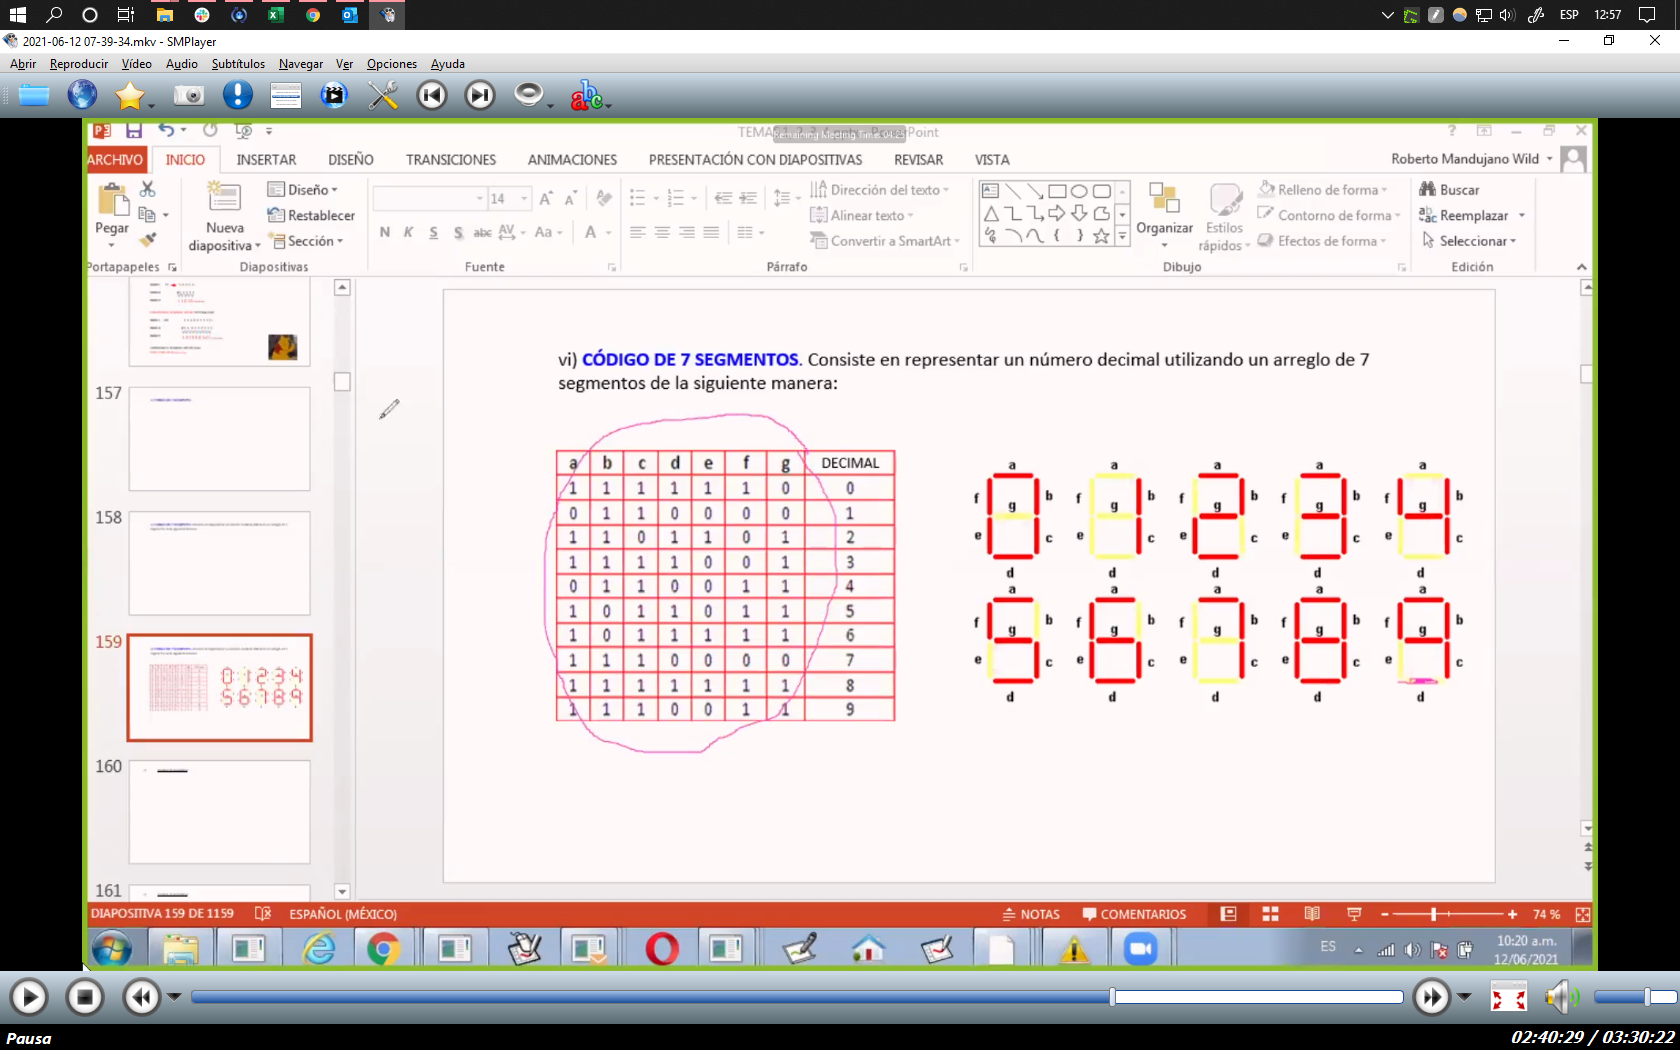 ESP
12:57
2021-06-12 07-39-34.mkv - SMPlayer
Abrir Reproducir Vídeo Audio Subtítulos Navegar Ver Opciones Ayuda
abc
Remaining Meeting Time: 04:25
ARCHIVO INICIO INSERTAR DISEÑO TRANSICIONES ANIMACIONES PRESENTACIÓN CON DIAPOSITIVAS REVISAR VISTA
Roberto Mandujano Wild
Pegar
Nueva diapositiva
Diseño
Restablecer
Sección
14
N K S S abc AV Aa A
Dirección del texto
Alinear texto
Convertir a SmartArt
Organizar
Estilos rápidos
Relleno de forma
Contorno de forma
Efectos de forma
Buscar
Reemplazar
Seleccionar
Portapapeles Diapositivas Fuente Párrafo Dibujo Edición
157
158
159
160
161
vi) CÓDIGO DE 7 SEGMENTOS. Consiste en representar un número decimal utilizando un arreglo de 7
segmentos de la siguiente manera:
a b c d e f g DECIMAL
1 1 1 1 1 1 0 0
0 1 1 0 0 0 0 1
1 1 0 1 1 0 1 2
1 1 1 1 0 0 1 3
0 1 1 0 0 1 1 4
1 0 1 1 0 1 1 5
1 0 1 1 1 1 1 6
1 1 1 0 0 0 0 7
1 1 1 1 1 1 1 8
1 1 1 0 0 1 1 9
a a a a a
f g b f g b f g b f g b f g b
e c e c e c e c e c
d d d d d
a a a a a
f g b f g b f g b f g b f g b
e c e c e c e c e c
d d d d d
DIAPOSITIVA 159 DE 1159 ESPAÑOL (MÉXICO)
NOTAS COMENTARIOS 74 %
ES
10:20 a.m.
12/06/2021
Pausa
02:40:29 / 03:30:22